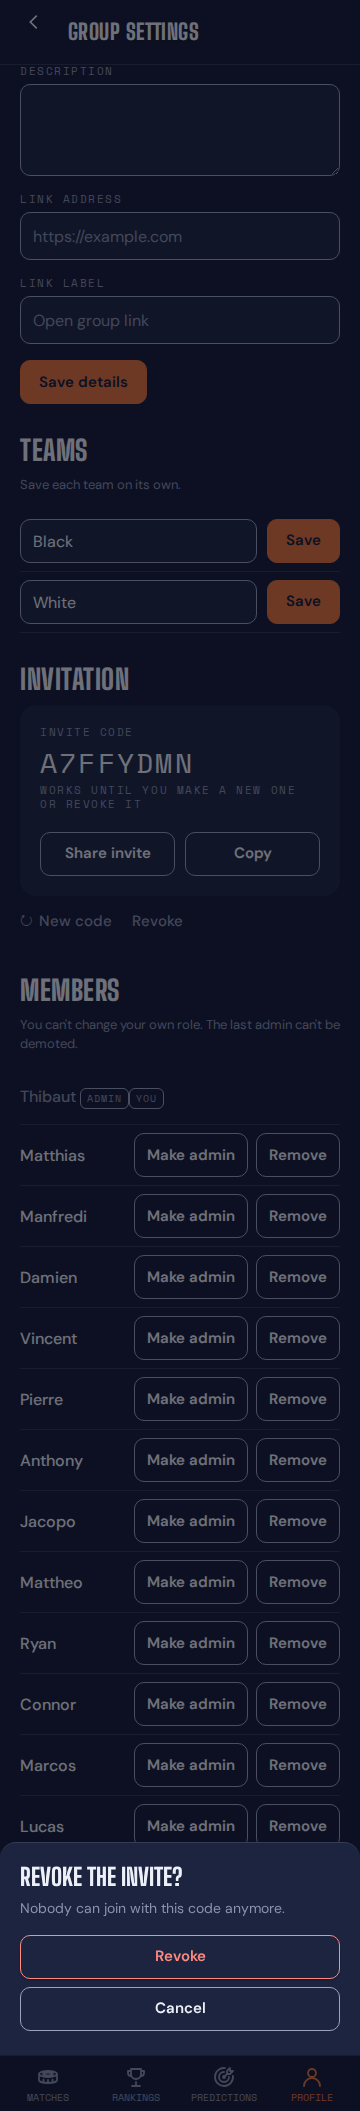 GROUP SETTINGS
DESCRIPTION
LINK ADDRESS
https://example.com
LINK LABEL
Open group link
Save details
TEAMS
Save each team on its own.
Black Save
White Save
INVITATION
INVITE CODE
A7FFYDMN
WORKS UNTIL YOU MAKE A NEW ONE
OR REVOKE IT
Share invite Copy
New code Revoke
MEMBERS
You can't change your own role. The last admin can't be
demoted.
Thibaut ADMIN YOU
Matthias Make admin Remove
Manfredi Make admin Remove
Damien Make admin Remove
Vincent Make admin Remove
Pierre Make admin Remove
Anthony Make admin Remove
Jacopo Make admin Remove
Mattheo Make admin Remove
Ryan Make admin Remove
Connor Make admin Remove
Marcos Make admin Remove
Lucas Make admin Remove
REVOKE THE INVITE?
Nobody can join with this code anymore.
Revoke
Cancel
MATCHES RANKINGS PREDICTIONS PROFILE